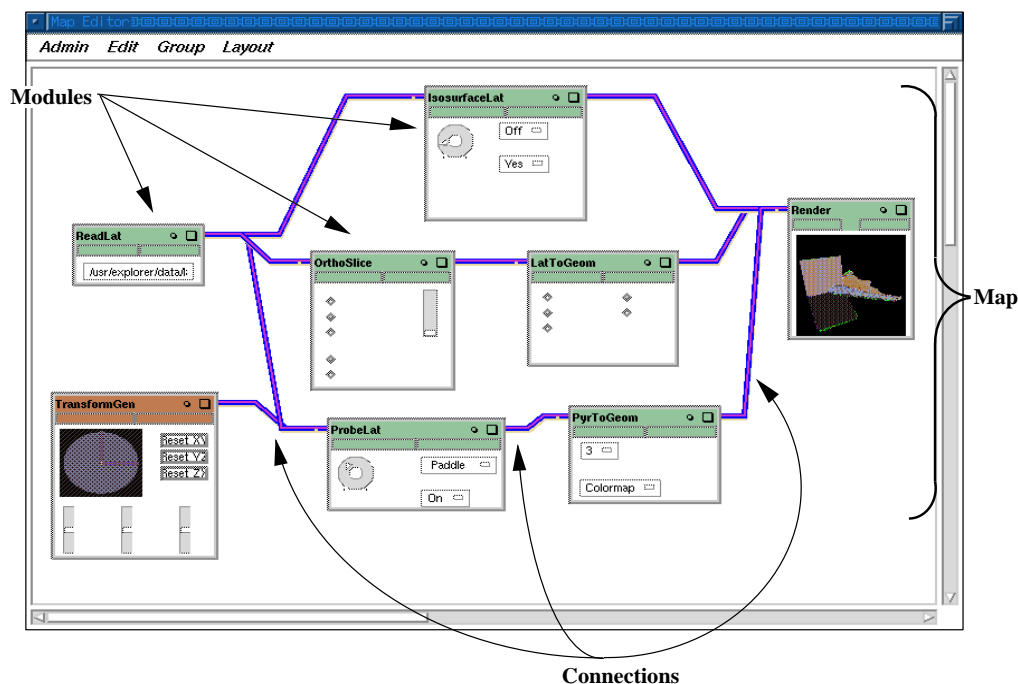 Map Editor
Admin Edit Group Layout
Modules
IsosurfaceLat
Off
Yes
ReadLat
/usr/explorer/data/l
OrthoSlice
LatToGeom
Render
Map
TransformGen
Reset XY
Reset YZ
Reset ZX
ProbeLat
Paddle
On
PyrToGeom
3
Colormap
Connections